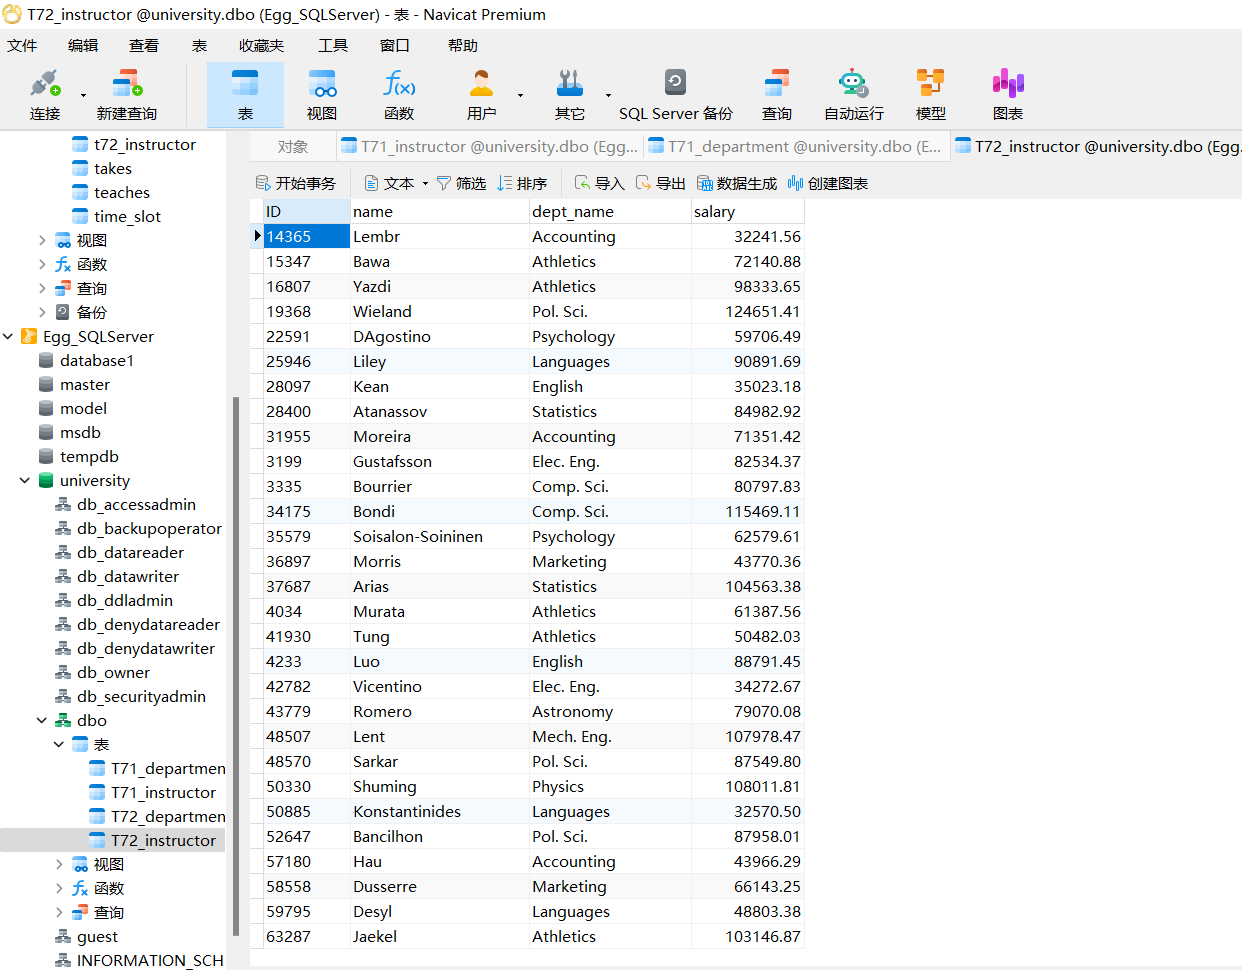 T72_instructor @university.dbo (Egg_SQLServer) - 表 - Navicat Premium
文件 编辑 查看 表 收藏夹 工具 窗口 帮助
连接 新建查询 表 视图 函数 用户 其它 SQL Server 备份 查询 自动运行 模型 图表
t72_instructor
takes
teaches
time_slot
视图
函数
查询
备份
Egg_SQLServer
database1
master
model
msdb
tempdb
university
db_accessadmin
db_backupoperator
db_datareader
db_datawriter
db_ddladmin
db_denydatareader
db_denydatawriter
db_owner
db_securityadmin
dbo
表
T71_departmen
T71_instructor
T72_departmen
T72_instructor
视图
函数
查询
guest
INFORMATION_SCH
对象 T71_instructor @university.dbo (Egg... T71_department @university.dbo (E... T72_instructor @university.dbo (Egg.
开始事务 文本 筛选 排序 导入 导出 数据生成 创建图表
ID name dept_name salary
14365 Lembr Accounting 32241.56
15347 Bawa Athletics 72140.88
16807 Yazdi Athletics 98333.65
19368 Wieland Pol. Sci. 124651.41
22591 DAgostino Psychology 59706.49
25946 Liley Languages 90891.69
28097 Kean English 35023.18
28400 Atanassov Statistics 84982.92
31955 Moreira Accounting 71351.42
3199 Gustafsson Elec. Eng. 82534.37
3335 Bourrier Comp. Sci. 80797.83
34175 Bondi Comp. Sci. 115469.11
35579 Soisalon-Soininen Psychology 62579.61
36897 Morris Marketing 43770.36
37687 Arias Statistics 104563.38
4034 Murata Athletics 61387.56
41930 Tung Athletics 50482.03
4233 Luo English 88791.45
42782 Vicentino Elec. Eng. 34272.67
43779 Romero Astronomy 79070.08
48507 Lent Mech. Eng. 107978.47
48570 Sarkar Pol. Sci. 87549.80
50330 Shuming Physics 108011.81
50885 Konstantinides Languages 32570.50
52647 Bancilhon Pol. Sci. 87958.01
57180 Hau Accounting 43966.29
58558 Dusserre Marketing 66143.25
59795 Desyl Languages 48803.38
63287 Jaekel Athletics 103146.87